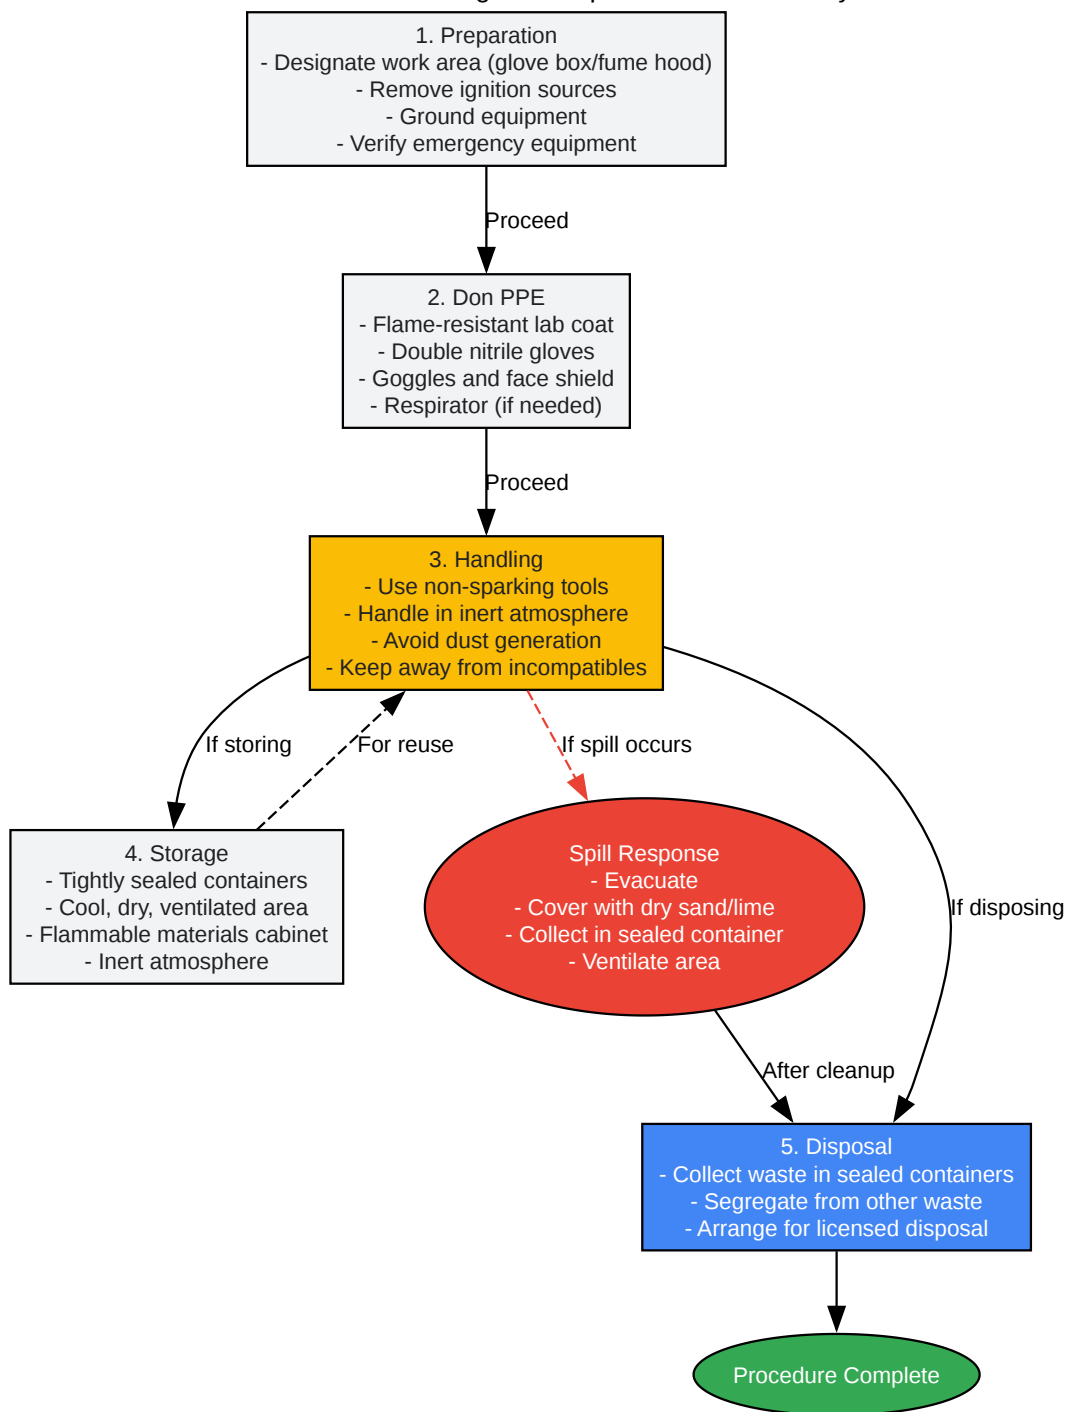 1. Preparation
- Designate work area (glove box/fume hood)
- Remove ignition sources
- Ground equipment
- Verify emergency equipment
Proceed
2. Don PPE
- Flame-resistant lab coat
- Double nitrile gloves
- Goggles and face shield
- Respirator (if needed)
Proceed
3. Handling
- Use non-sparking tools
- Handle in inert atmosphere
- Avoid dust generation
- Keep away from incompatibles
If storing
For reuse
If spill occurs
If disposing
4. Storage
- Tightly sealed containers
- Cool, dry, ventilated area
- Flammable materials cabinet
- Inert atmosphere
Spill Response
- Evacuate
- Cover with dry sand/lime
- Collect in sealed container
- Ventilate area
After cleanup
5. Disposal
- Collect waste in sealed containers
- Segregate from other waste
- Arrange for licensed disposal
Procedure Complete